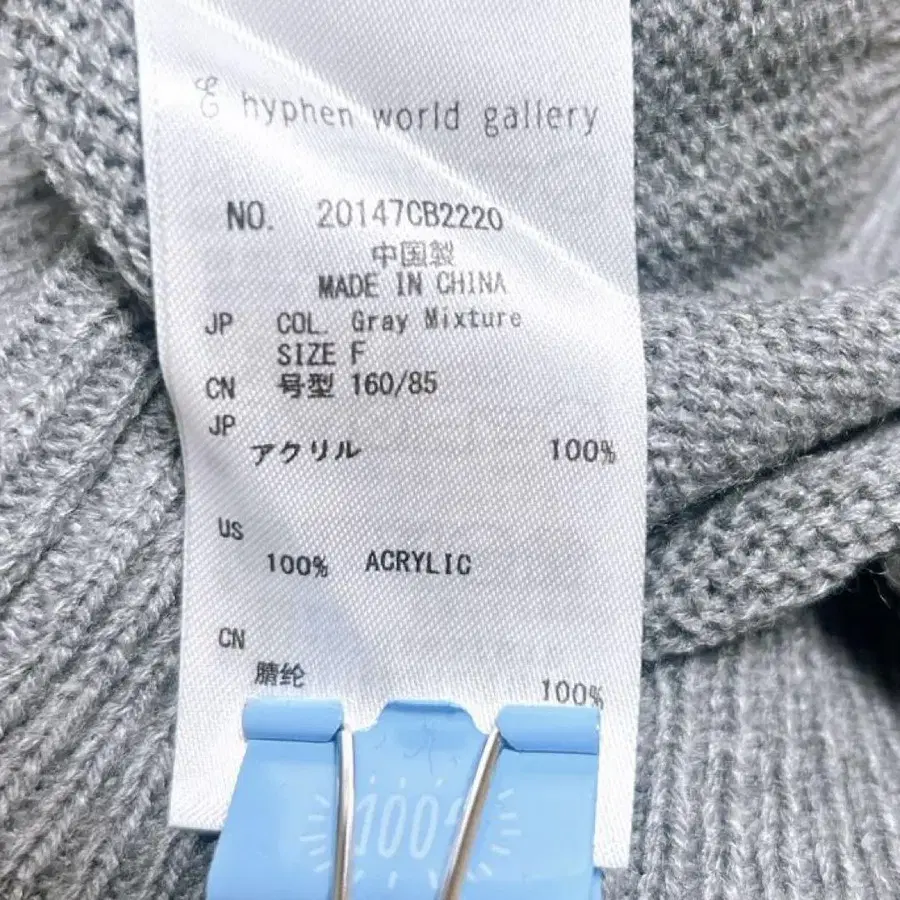 hyphen world gallery
NO. 20147CB2220
中国製
MADE IN CHINA
JP COL. Gray Mixture
SIZE F
CN 号型 160/85
JP
アクリル 100%
US
100% ACRYLIC
CN
腈纶 100%
100%